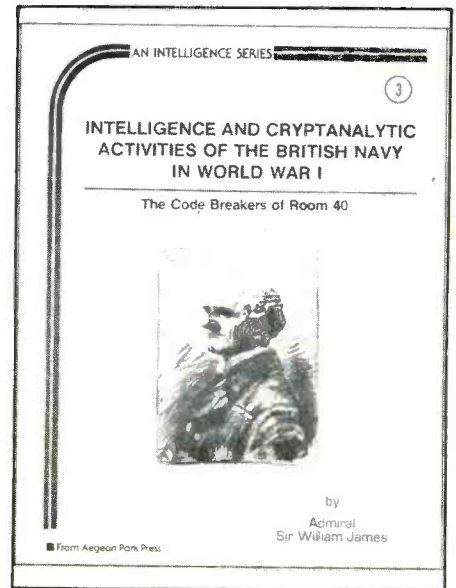 AN INTELLIGENCE SERIES
3
INTELLIGENCE AND CRYPTANALYTIC
ACTIVITIES OF THE BRITISH NAVY
IN WORLD WAR I
The Code Breakers of Room 40
by
Admiral
Sir William James
From Aegean Park Press